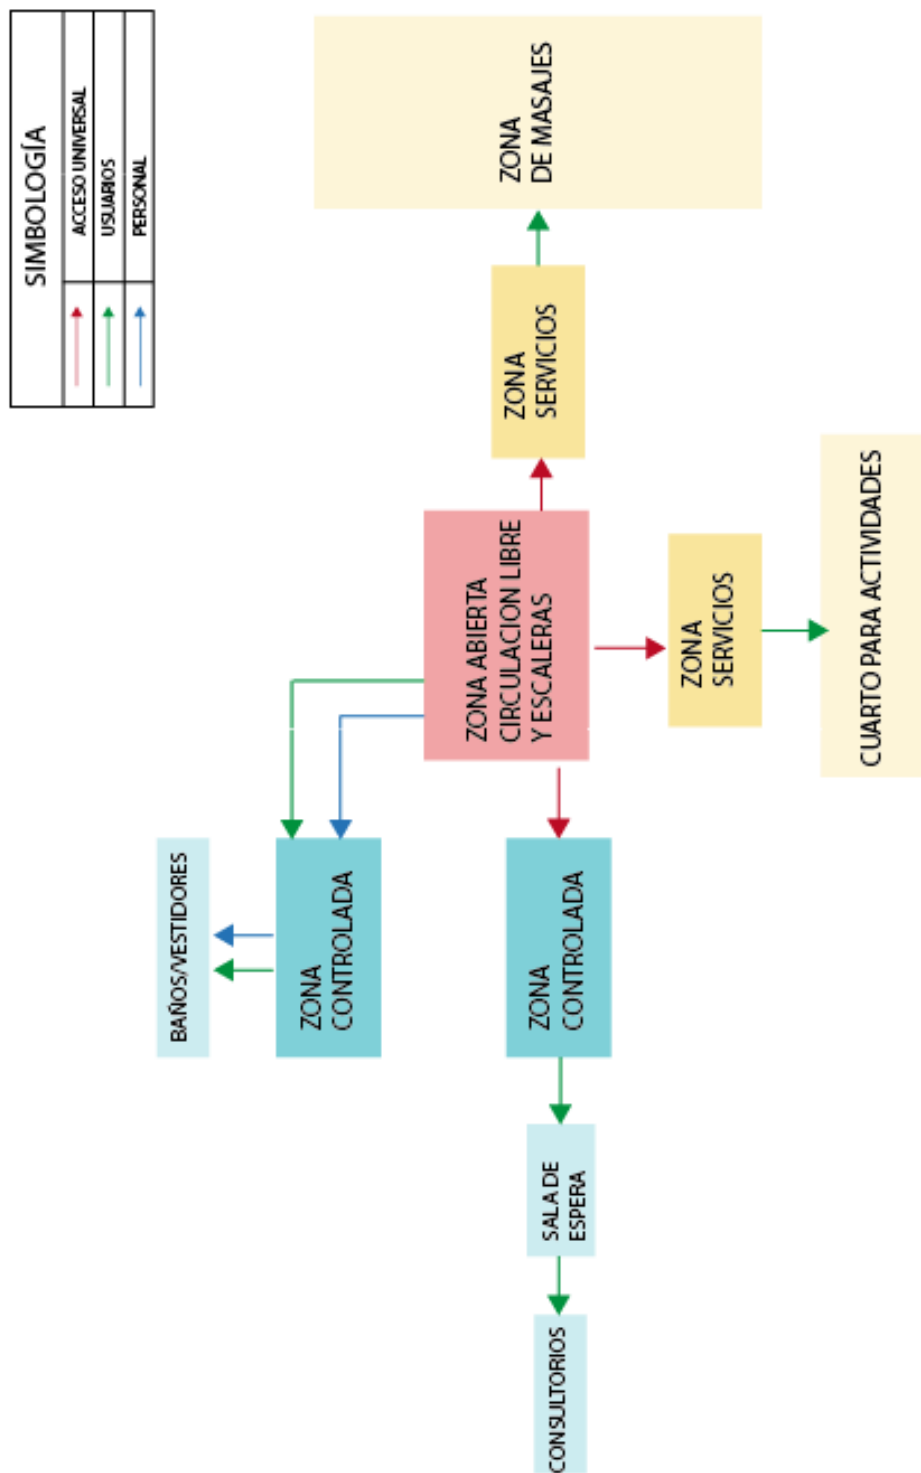 SIMBOLOGÍA
ACCESO UNIVERSAL
USUARIOS
PERSONAL
ZONA
DE MASAJES
ZONA
SERVICIOS
ZONA ABIERTA
CIRCULACION LIBRE
Y ESCALERAS
ZONA
SERVICIOS
CUARTO PARA ACTIVIDADES
BAÑOS/VESTIDORES
ZONA
CONTROLADA
ZONA
CONTROLADA
SALA DE
ESPERA
CONSULTORIOS